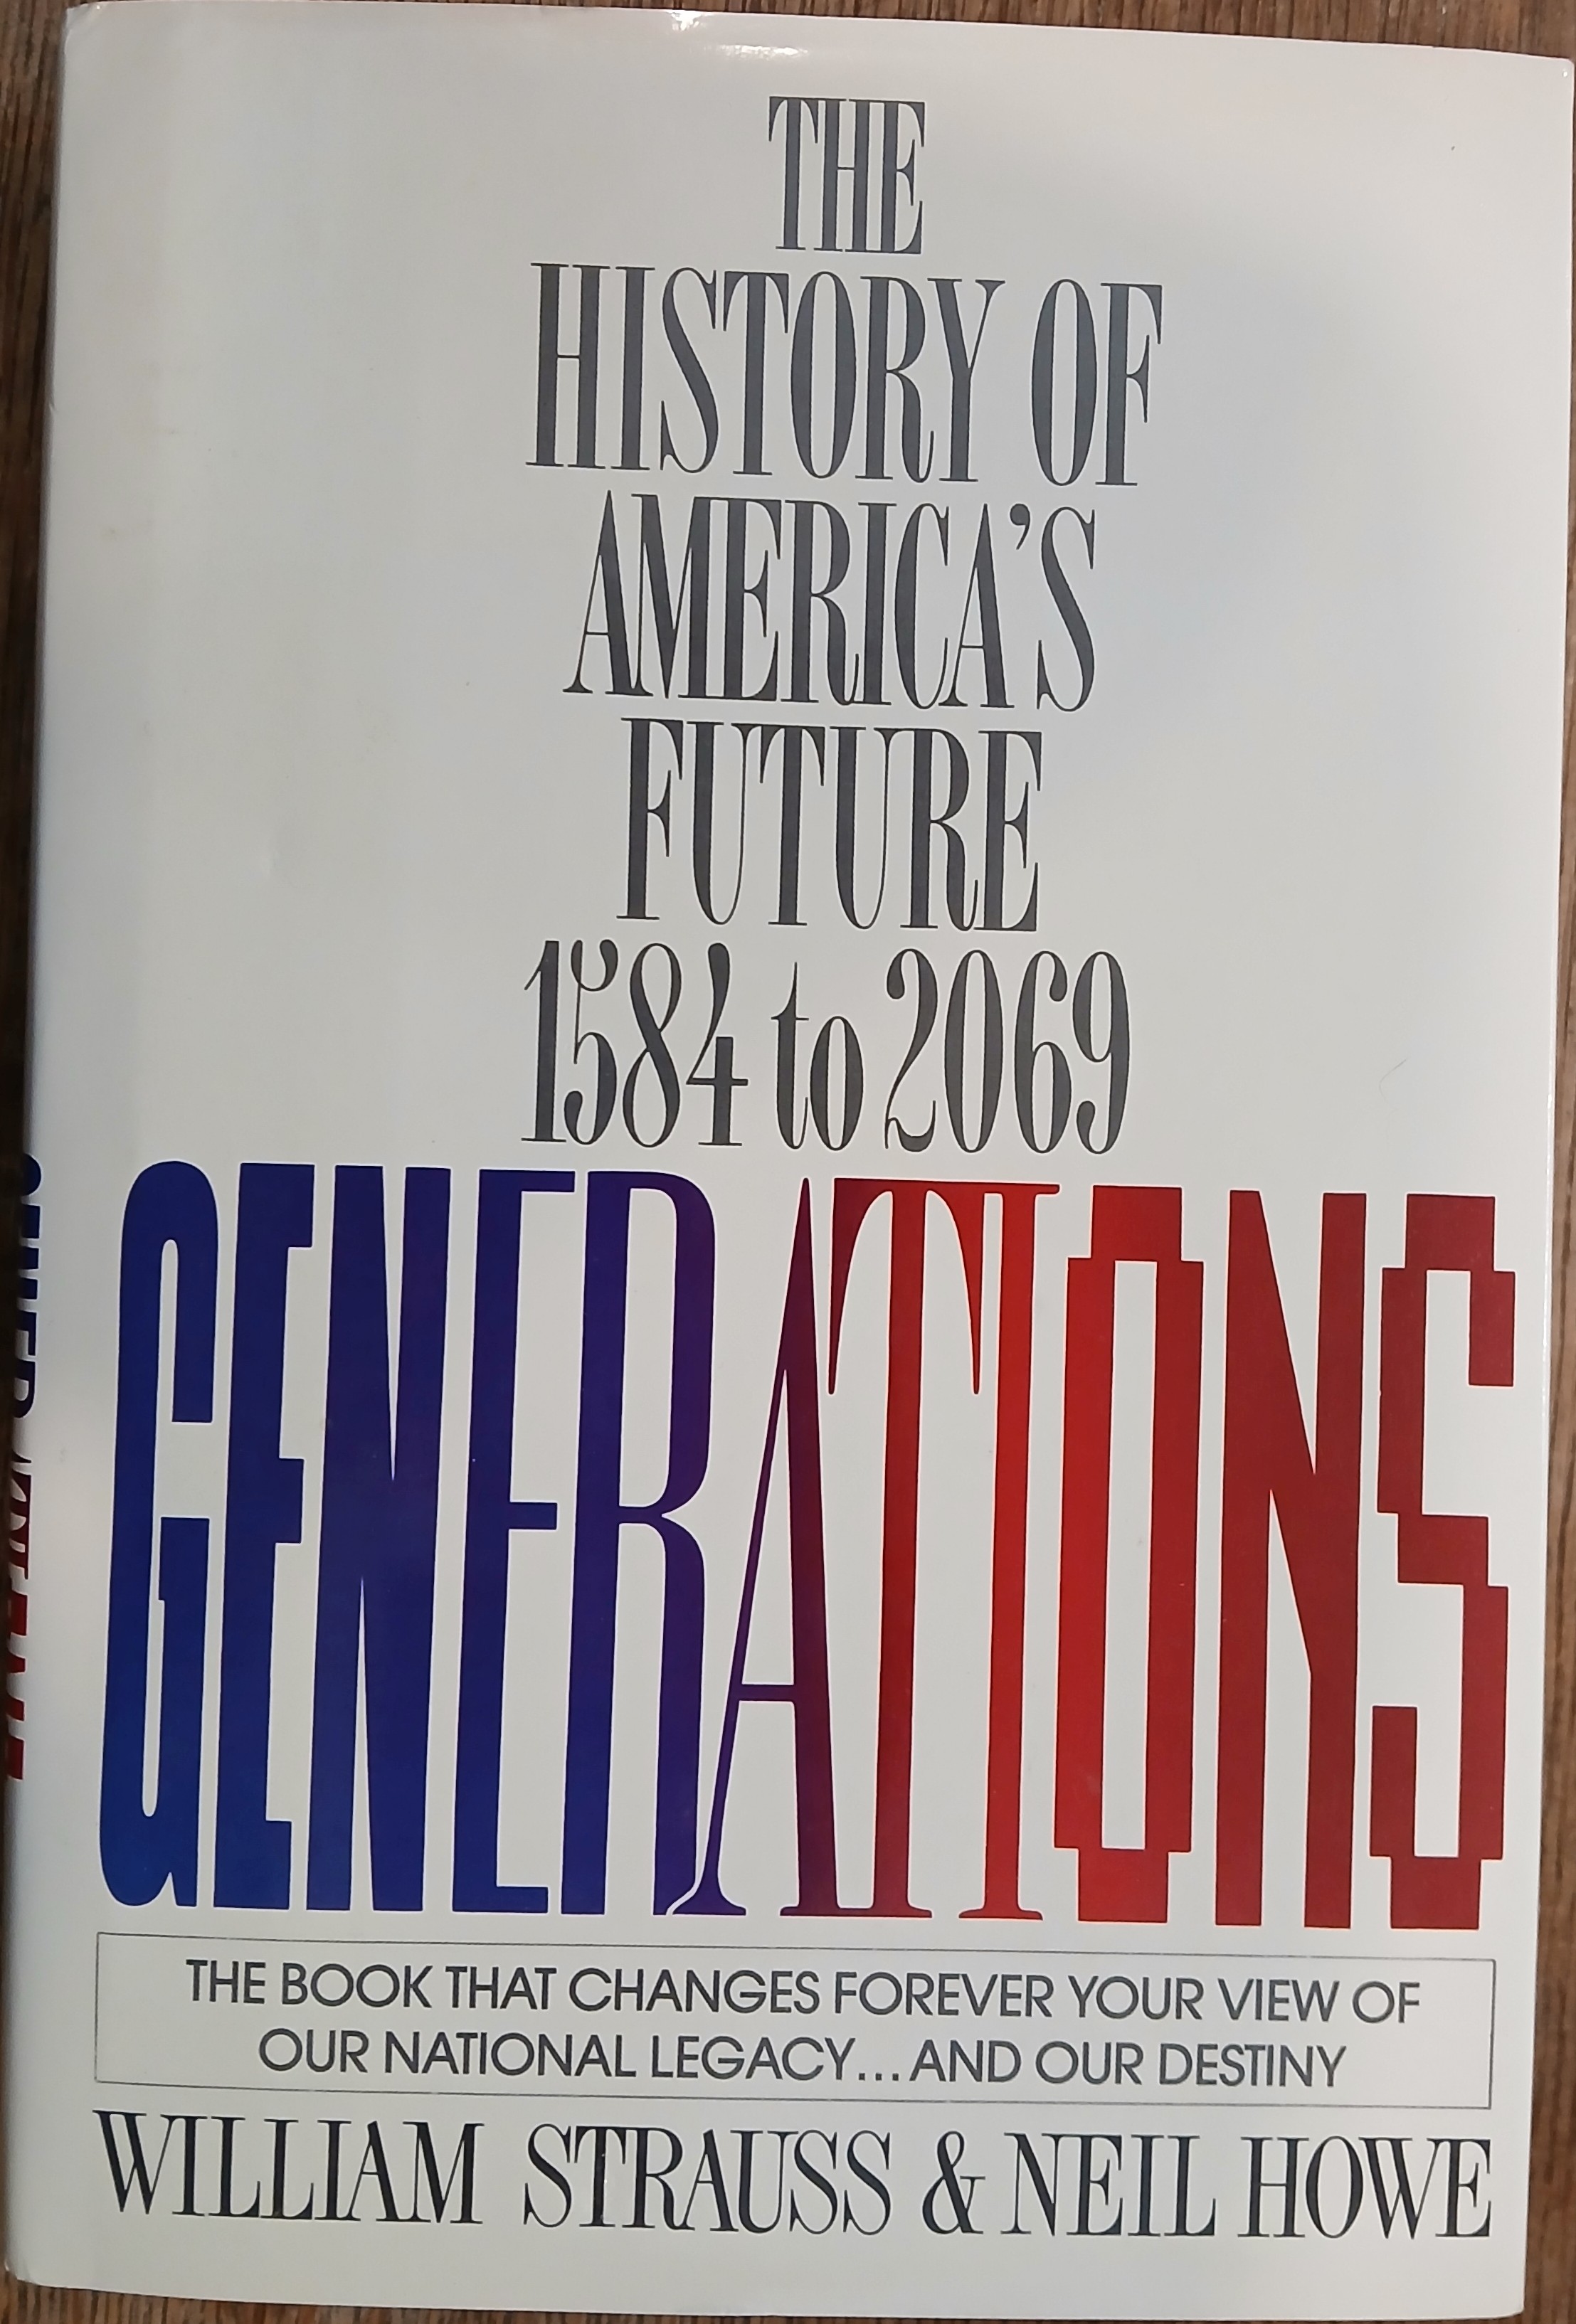 THE
HISTORY OF
AMERICA'S
FUTURE
1584 to 2069
GENERATIONS
THE BOOK THAT CHANGES FOREVER YOUR VIEW OF
OUR NATIONAL LEGACY... AND OUR DESTINY
WILLIAM STRAUSS & NEIL HOWE